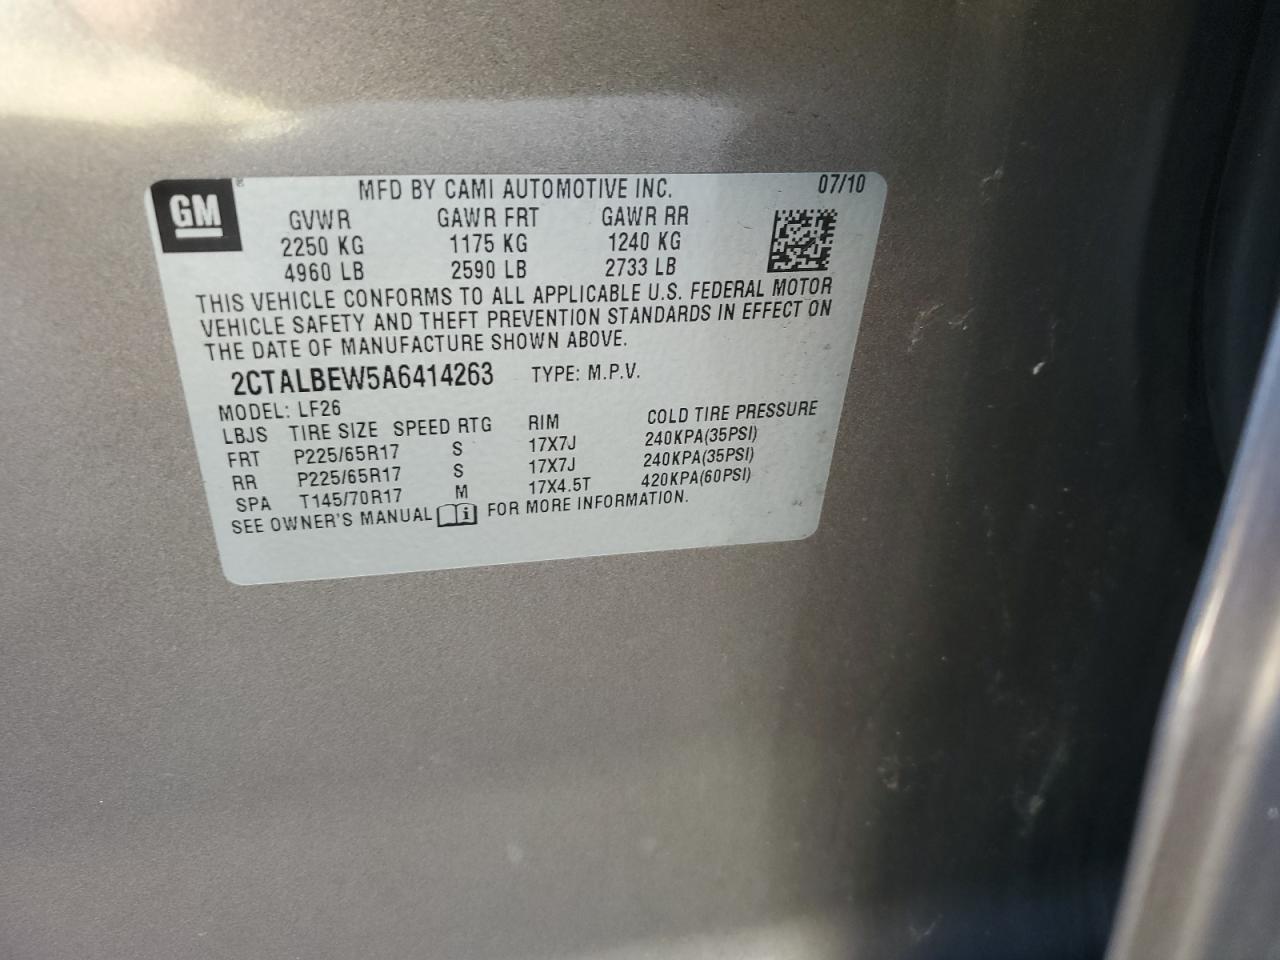 GM®
MFD BY CAMI AUTOMOTIVE INC. 07/10
GVWR GAWR FRT GAWR RR
2250 KG 1175 KG 1240 KG
4960 LB 2590 LB 2733 LB
THIS VEHICLE CONFORMS TO ALL APPLICABLE U.S. FEDERAL MOTOR
VEHICLE SAFETY AND THEFT PREVENTION STANDARDS IN EFFECT ON
THE DATE OF MANUFACTURE SHOWN ABOVE.
2CTALBEW5A6414263 TYPE: M.P.V.
MODEL: LF26
LBJS TIRE SIZE SPEED RTG RIM COLD TIRE PRESSURE
FRT P225/65R17 S 17X7J 240KPA(35PSI)
RR P225/65R17 S 17X7J 240KPA(35PSI)
SPA T145/70R17 M 17X4.5T 420KPA(60PSI)
SEE OWNER'S MANUAL i FOR MORE INFORMATION.